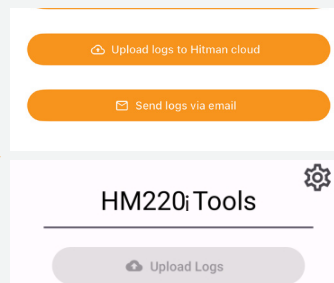 Upload logs to Hitman cloud
Send logs via email
HM220i Tools
Upload Logs